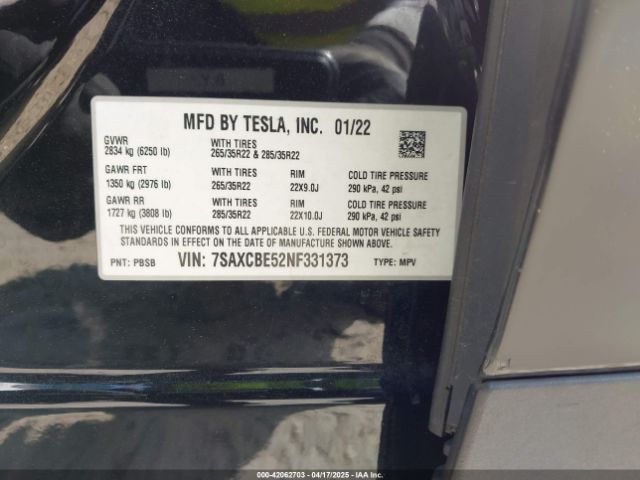 MFD BY TESLA, INC. 01/22
GVWR
2834 kg (6250 lb)
WITH TIRES
265/35R22 & 285/35R22
GAWR FRT WITH TIRES RIM COLD TIRE PRESSURE
1350 kg (2976 lb) 265/35R22 22X9.0J 290 kPa, 42 psi
GAWR RR WITH TIRES RIM COLD TIRE PRESSURE
1727 kg (3808 lb) 285/35R22 22X10.0J 290 kPa, 42 psi
THIS VEHICLE CONFORMS TO ALL APPLICABLE U.S. FEDERAL MOTOR VEHICLE SAFETY
STANDARDS IN EFFECT ON THE DATE OF MANUFACTURE SHOWN ABOVE.
PNT: PBSB VIN: 7SAXCBE52NF331373 TYPE: MPV
000-42062703 - 04/17/2025 - IAA Inc.